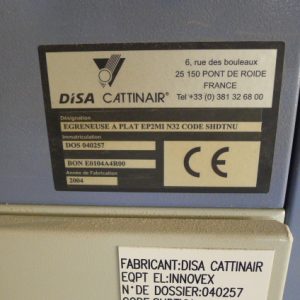 6, rue des bouleaux
25 150 PONT DE ROIDE
FRANCE
Tel +33 (0) 381 32 68 00
DISA CATTINAIR®
Désignation
EGRENEUSE A PLAT EP2MI N32 CODE SHDTNU
Immatriculation
DOS 040257
BON E0104A4R00
Année de Fabrication
2004
CE
FABRICANT:DISA CATTINAIR
EQPT EL:INNOVEX
N°DE DOSSIER:040257